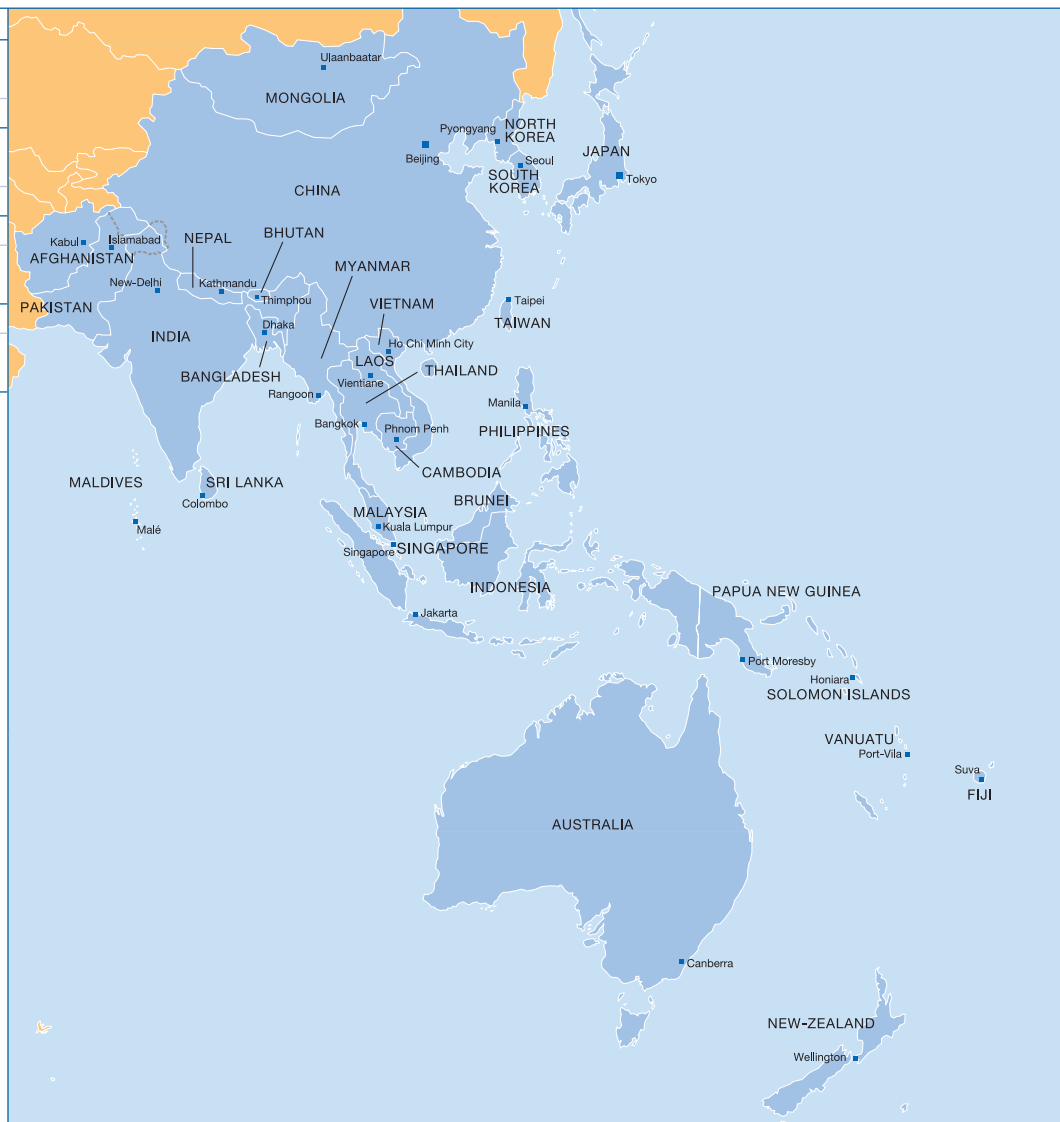 Ulaanbaatar
MONGOLIA
Pyongyang
NORTH
KOREA
Beijing
Seoul
SOUTH
KOREA
JAPAN
Tokyo
CHINA
Kabul
Islamabad
AFGHANISTAN
NEPAL
BHUTAN
MYANMAR
New-Delhi
Kathmandu
Thimphou
PAKISTAN
VIETNAM
Taipei
TAIWAN
INDIA
Dhaka
Ho Chi Minh City
LAOS
BANGLADESH
Vientiane
THAILAND
Rangoon
Manila
Bangkok
Phnom Penh
PHILIPPINES
CAMBODIA
MALDIVES
SRI LANKA
Colombo
BRUNEI
MALAYSIA
Malé
Kuala Lumpur
Singapore
SINGAPORE
INDONESIA
PAPUA NEW GUINEA
Jakarta
Port Moresby
Honiara
SOLOMON ISLANDS
VANUATU
Port-Vila
Suva
FIJI
AUSTRALIA
Canberra
NEW-ZEALAND
Wellington